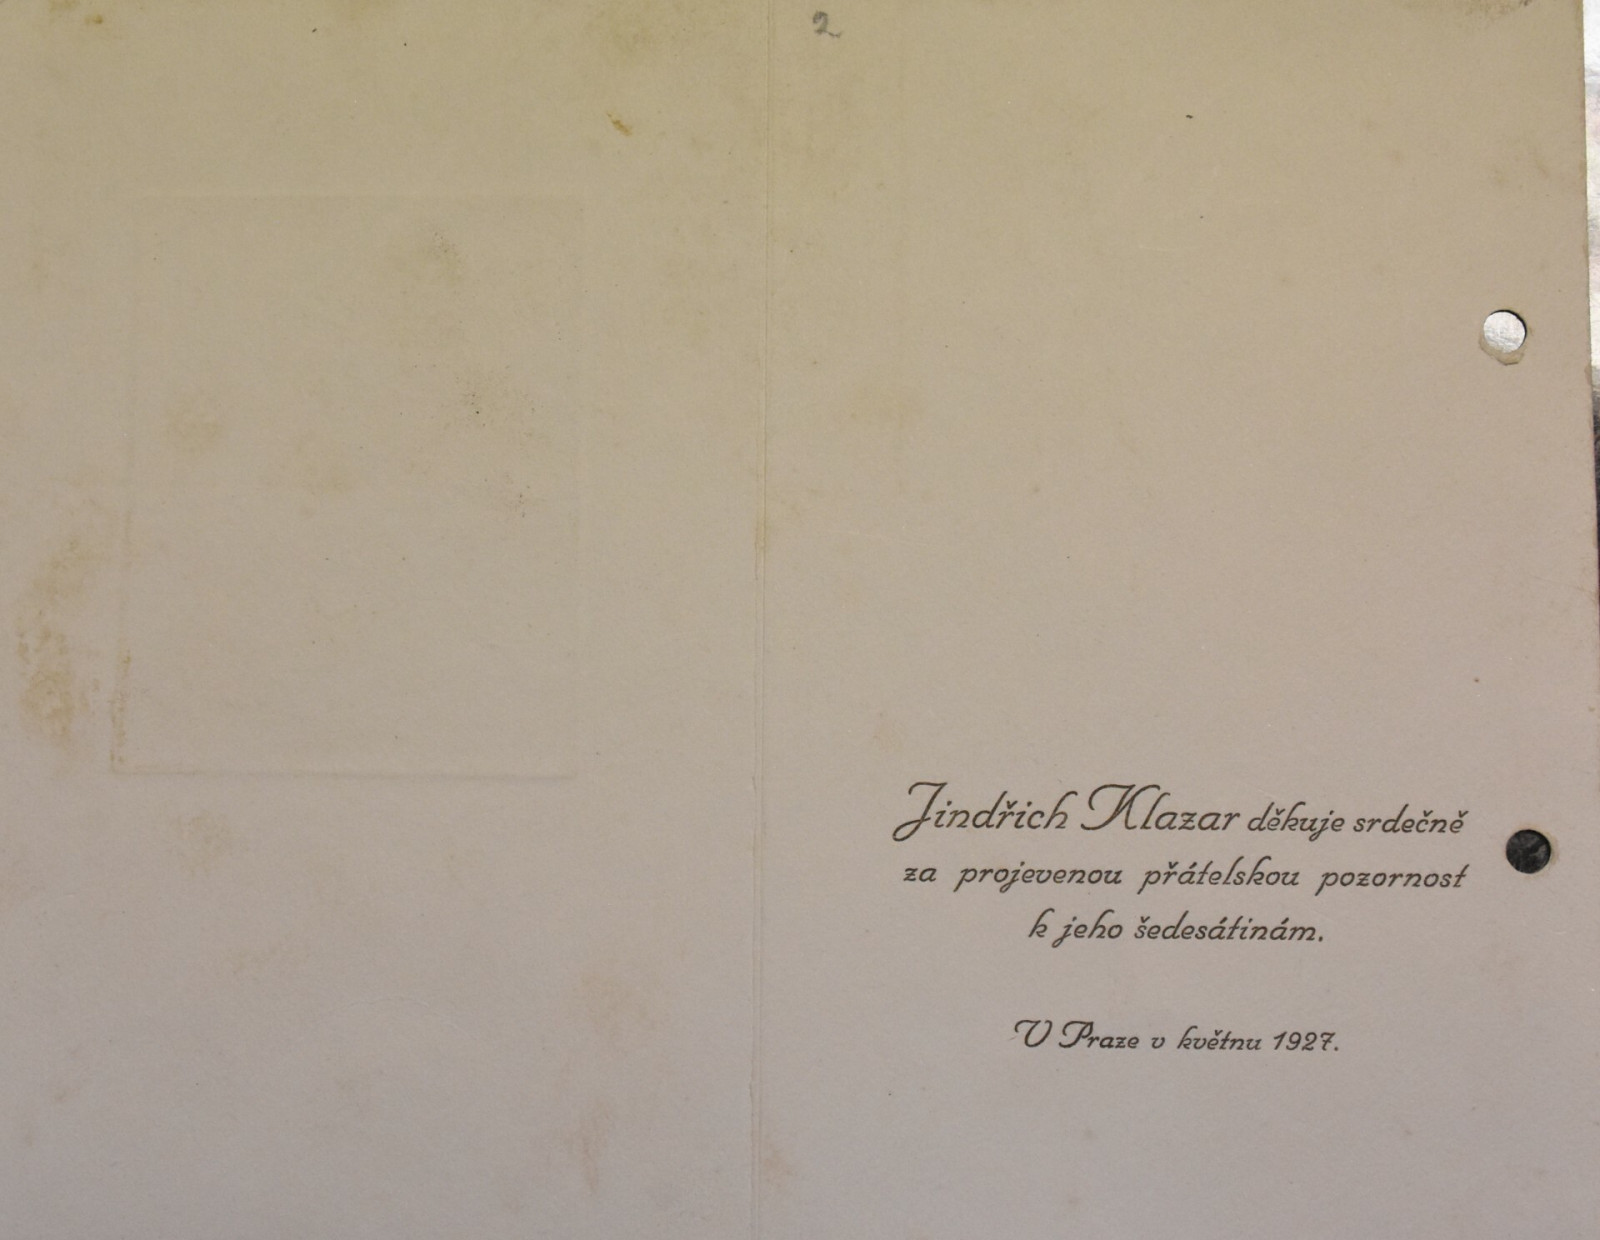 2
Jindřich Klazar děkuje srdečně
za projevenou přátelskou pozornost
k jeho šedesátinám.
V Praze v květnu 1927.